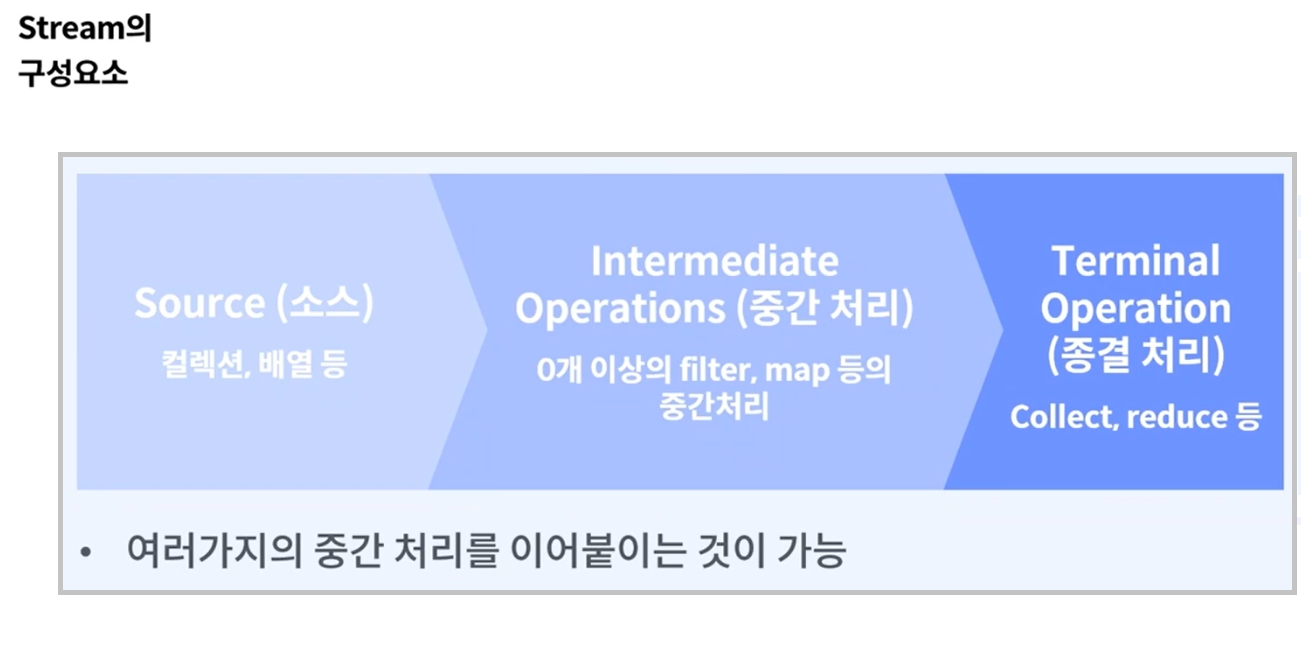 Stream의
구성요소
Source (소스)
컬렉션, 배열 등
Intermediate
Operations (중간 처리)
0개 이상의 filter, map 등의
중간처리
Terminal
Operation
(종결 처리)
Collect, reduce 등
• 여러가지의 중간 처리를 이어붙이는 것이 가능